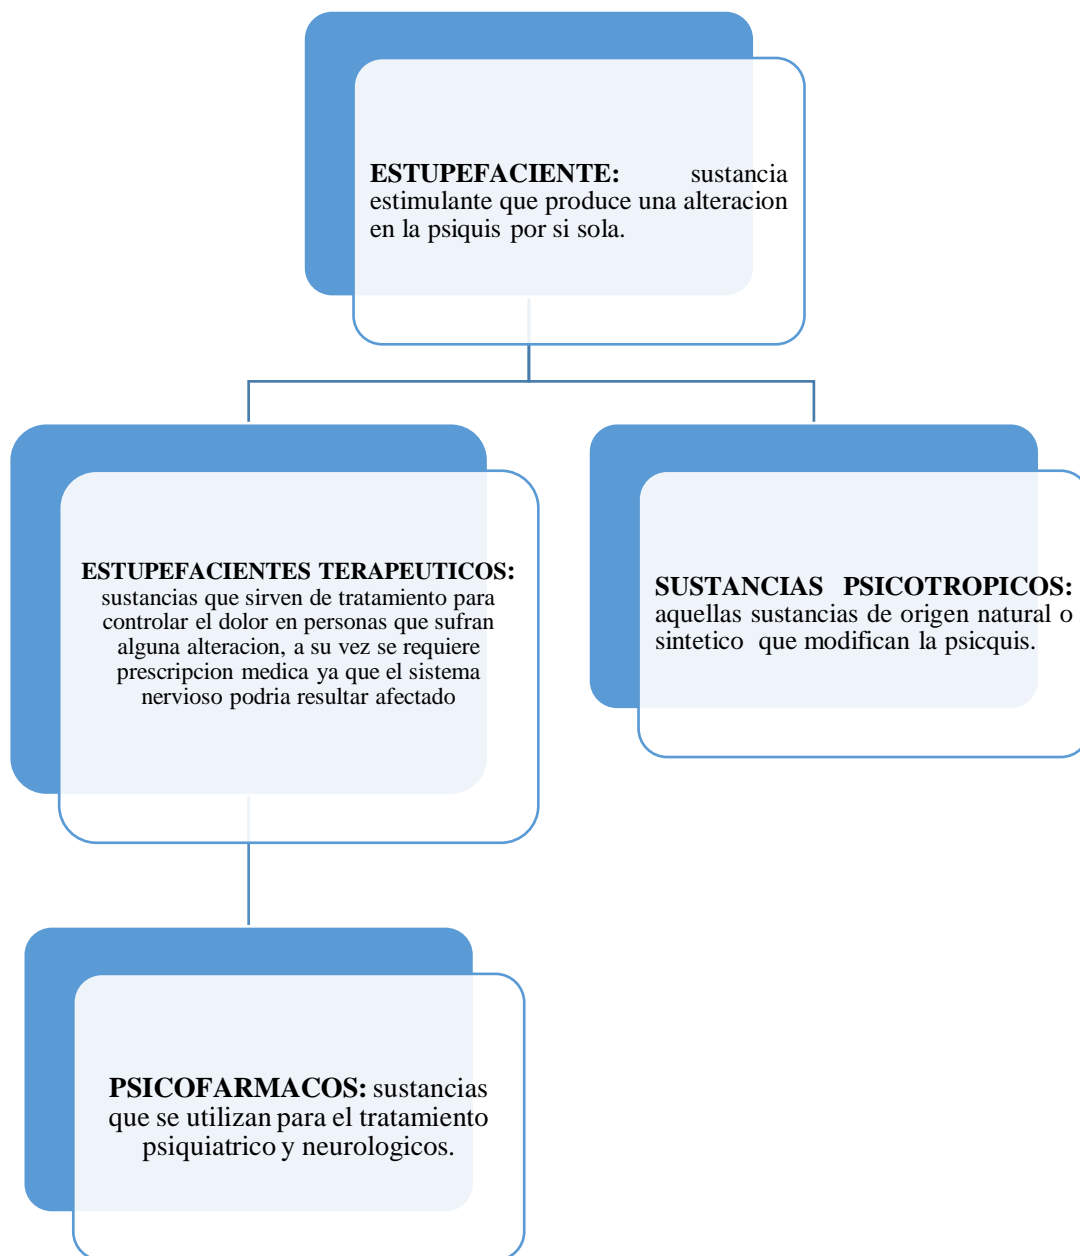 ESTUPEFACIENTE: sustancia
estimulante que produce una alteracion
en la psiquis por si sola.
ESTUPEFACIENTES TERAPEUTICOS:
sustancias que sirven de tratamiento para
controlar el dolor en personas que sufran
alguna alteracion, a su vez se requiere
prescripcion medica ya que el sistema
nervioso podria resultar afectado
SUSTANCIAS PSICOTROPICOS:
aquellas sustancias de origen natural o
sintetico que modifican la psicquis.
PSICOFARMACOS: sustancias
que se utilizan para el tratamiento
psiquiatrico y neurologicos.